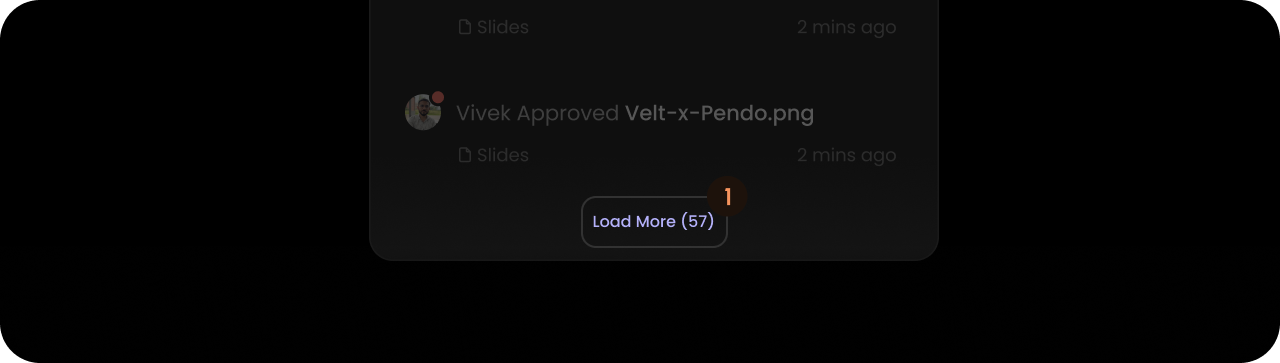 Slides 2 mins ago
Vivek Approved Velt-x-Pendo.png
Slides 2 mins ago
1
Load More (57)